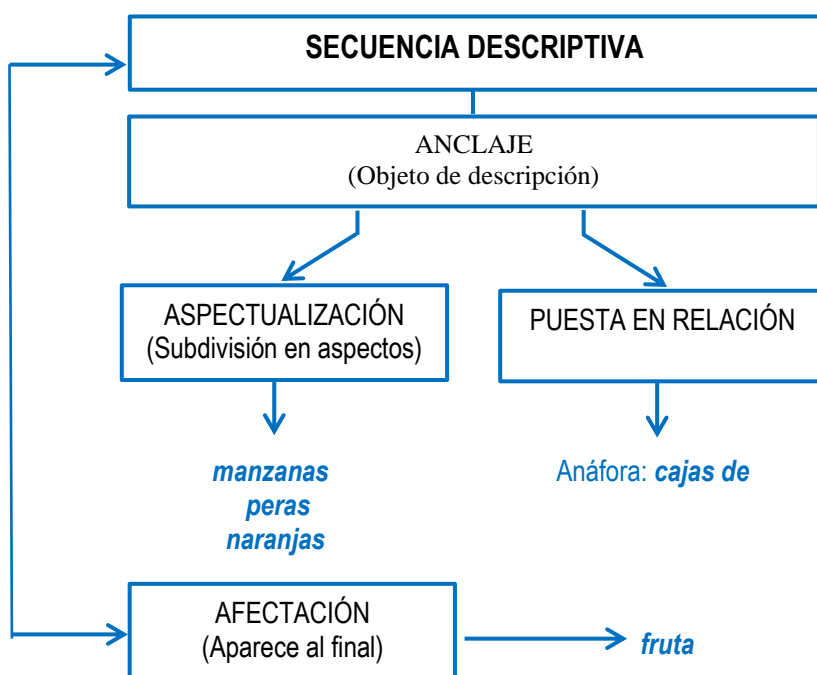 SECUENCIA DESCRIPTIVA
ANCLAJE
(Objeto de descripción)
ASPECTUALIZACIÓN
(Subdivisión en aspectos)
PUESTA EN RELACIÓN
manzanas
peras
naranjas
Anáfora: cajas de
AFECTACIÓN
(Aparece al final)
fruta